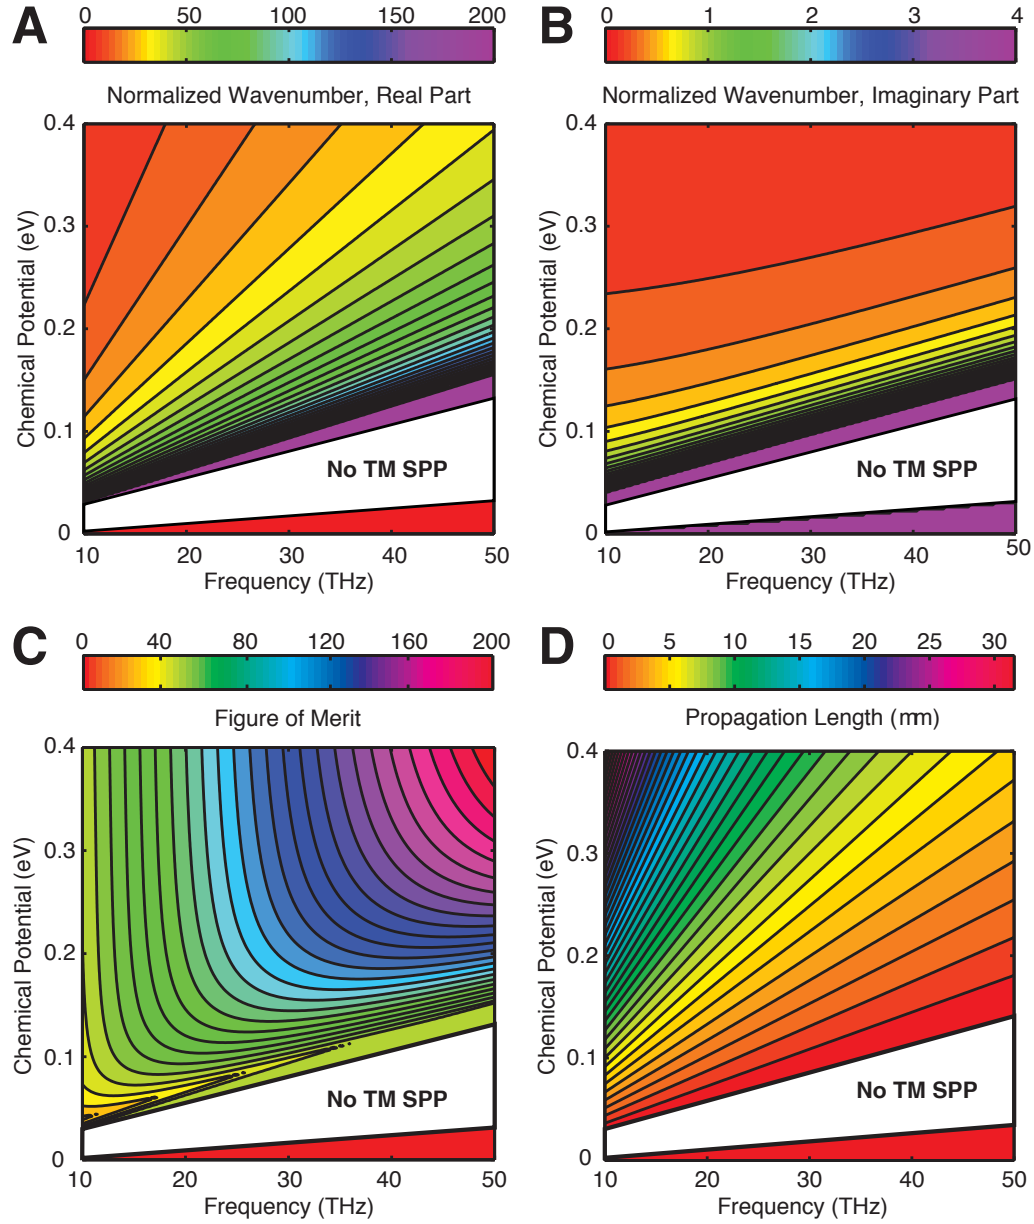 A
0 50 100 150 200
Normalized Wavenumber, Real Part
0.4
0.3
0.2
0.1
0
Chemical Potential (eV)
No TM SPP
10 20 30 40 50
Frequency (THz)
B
0 1 2 3 4
Normalized Wavenumber, Imaginary Part
0.4
0.3
0.2
0.1
0
Chemical Potential (eV)
No TM SPP
10 20 30 40 50
Frequency (THz)
C
0 40 80 120 160 200
Figure of Merit
0.4
0.3
0.2
0.1
0
Chemical Potential (eV)
No TM SPP
10 20 30 40 50
Frequency (THz)
D
0 5 10 15 20 25 30
Propagation Length (mm)
0.4
0.3
0.2
0.1
0
Chemical Potential (eV)
No TM SPP
10 20 30 40 50
Frequency (THz)